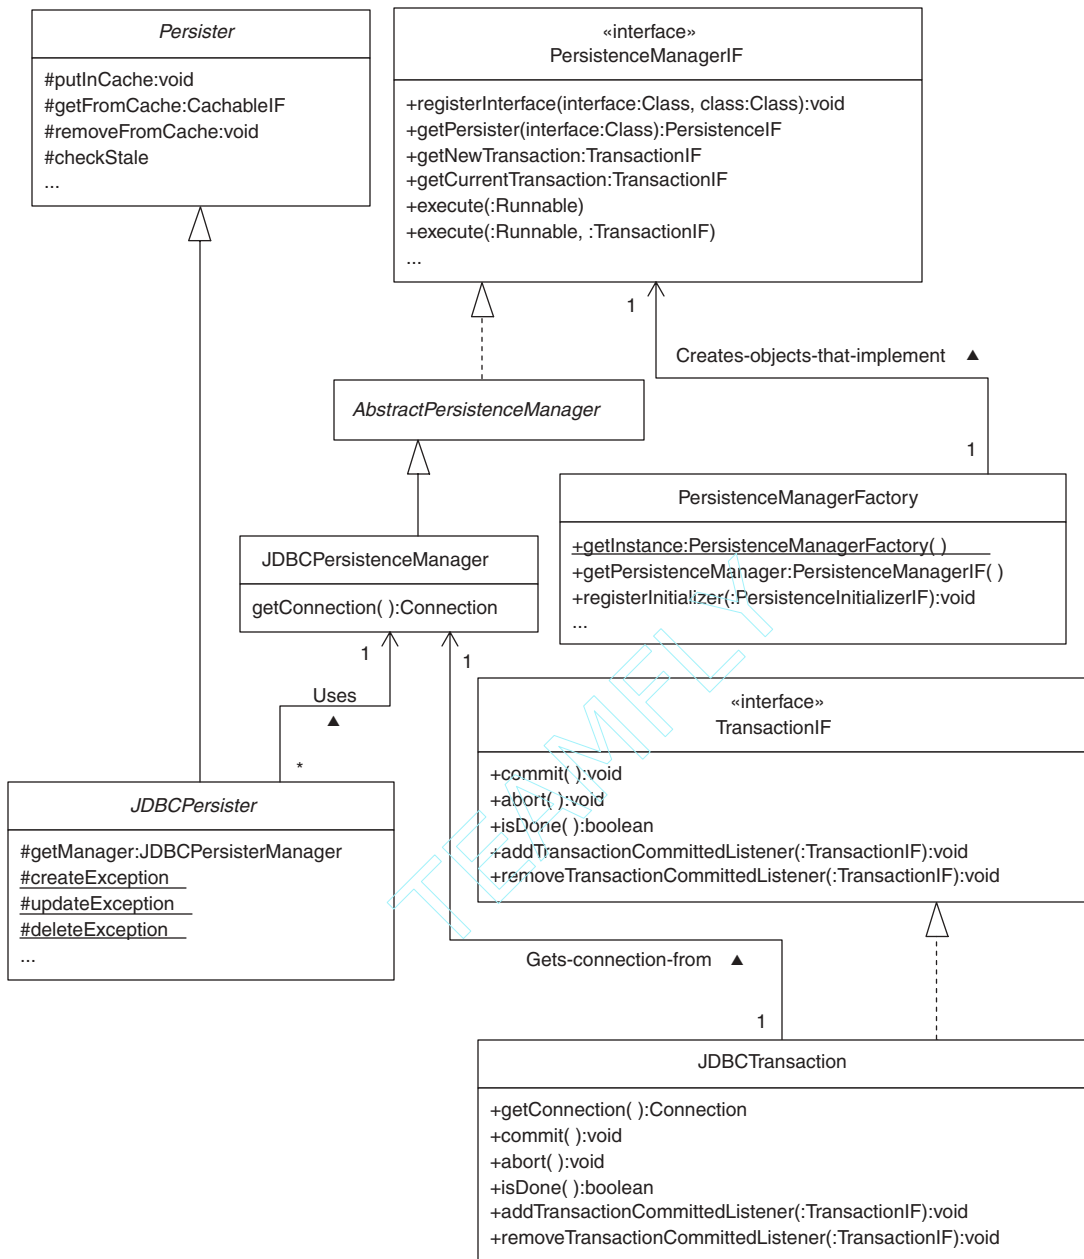 Persister
#putInCache:void
#getFromCache:CachableIF
#removeFromCache:void
#checkStale
...
«interface»
PersistenceManagerIF
+registerInterface(interface:Class, class:Class):void
+getPersister(interface:Class):PersistenceIF
+getNewTransaction:TransactionIF
+getCurrentTransaction:TransactionIF
+execute(:Runnable)
+execute(:Runnable, :TransactionIF)
...
1
Creates-objects-that-implement ▲
1
AbstractPersistenceManager
PersistenceManagerFactory
+getInstance:PersistenceManagerFactory( )
+getPersistenceManager:PersistenceManagerIF( )
+registerInitializer(:PersistenceInitializerIF):void
...
JDBCPersistenceManager
getConnection( ):Connection
1
1
Uses
▲
*
«interface»
TransactionIF
+commit( ):void
+abort( ):void
+isDone( ):boolean
+addTransactionCommittedListener(:TransactionIF):void
+removeTransactionCommittedListener(:TransactionIF):void
JDBCPersister
#getManager:JDBCPersisterManager
#createException
#updateException
#deleteException
...
Gets-connection-from ▲
1
JDBCTransaction
+getConnection( ):Connection
+commit( ):void
+abort( ):void
+isDone( ):boolean
+addTransactionCommittedListener(:TransactionIF):void
+removeTransactionCommittedListener(:TransactionIF):void
TEAMFLY